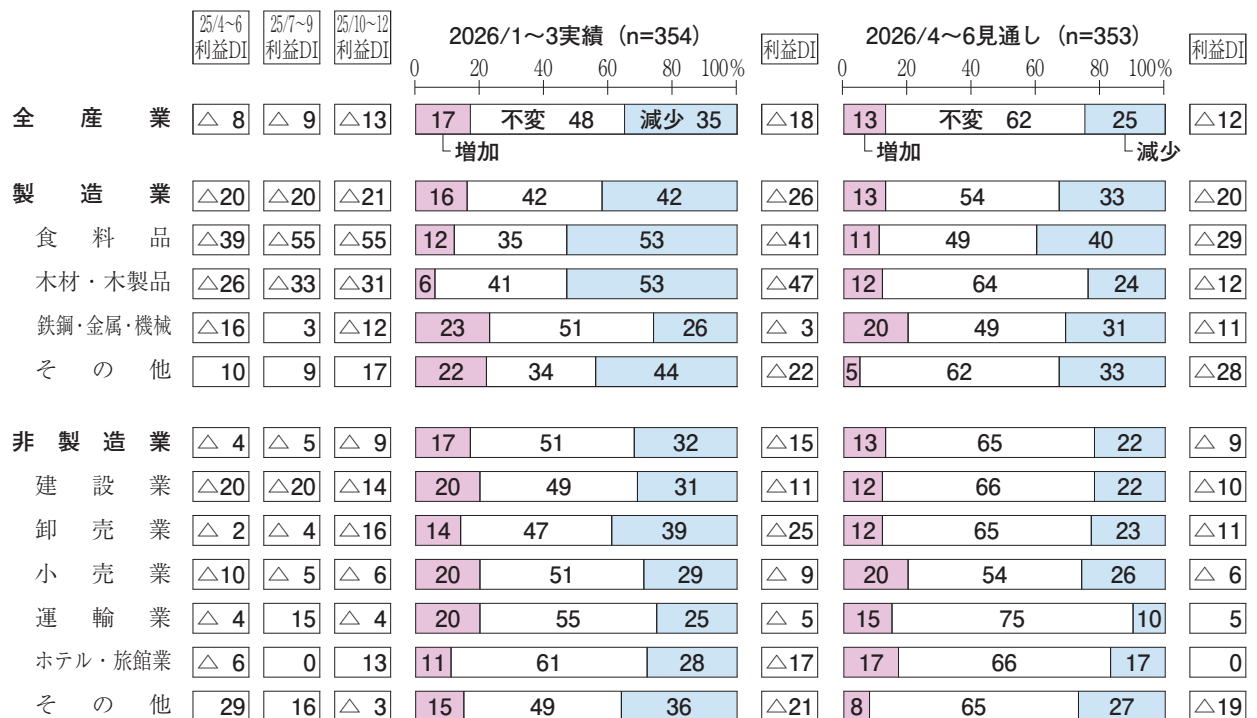 25/4~6 利益DI 25/7~9 利益DI 25/10~12 利益DI 2026/1～3実績（n=354） 利益DI 2026/4～6見通し（n=353） 利益DI
0 20 40 60 80 100% 0 20 40 60 80 100%
全産業 △ 8 △ 9 △13 17 不変 48 減少 35 △18 13 不変 62 25 △12
増加 増加 減少
製造業 △20 △20 △21 16 42 42 △26 13 54 33 △20
食料品 △39 △55 △55 12 35 53 △41 11 49 40 △29
木材・木製品 △26 △33 △31 6 41 53 △47 12 64 24 △12
鉄鋼・金属・機械 △16 3 △12 23 51 26 △ 3 20 49 31 △11
その他 10 9 17 22 34 44 △22 5 62 33 △28
非製造業 △ 4 △ 5 △ 9 17 51 32 △15 13 65 22 △ 9
建設業 △20 △20 △14 20 49 31 △11 12 66 22 △10
卸売業 △ 2 △ 4 △16 14 47 39 △25 12 65 23 △11
小売業 △10 △ 5 △ 6 20 51 29 △ 9 20 54 26 △ 6
運輸業 △ 4 15 △ 4 20 55 25 △ 5 15 75 10 5
ホテル・旅館業 △ 6 0 13 11 61 28 △17 17 66 17 0
その他 29 16 △ 3 15 49 36 △21 8 65 27 △19